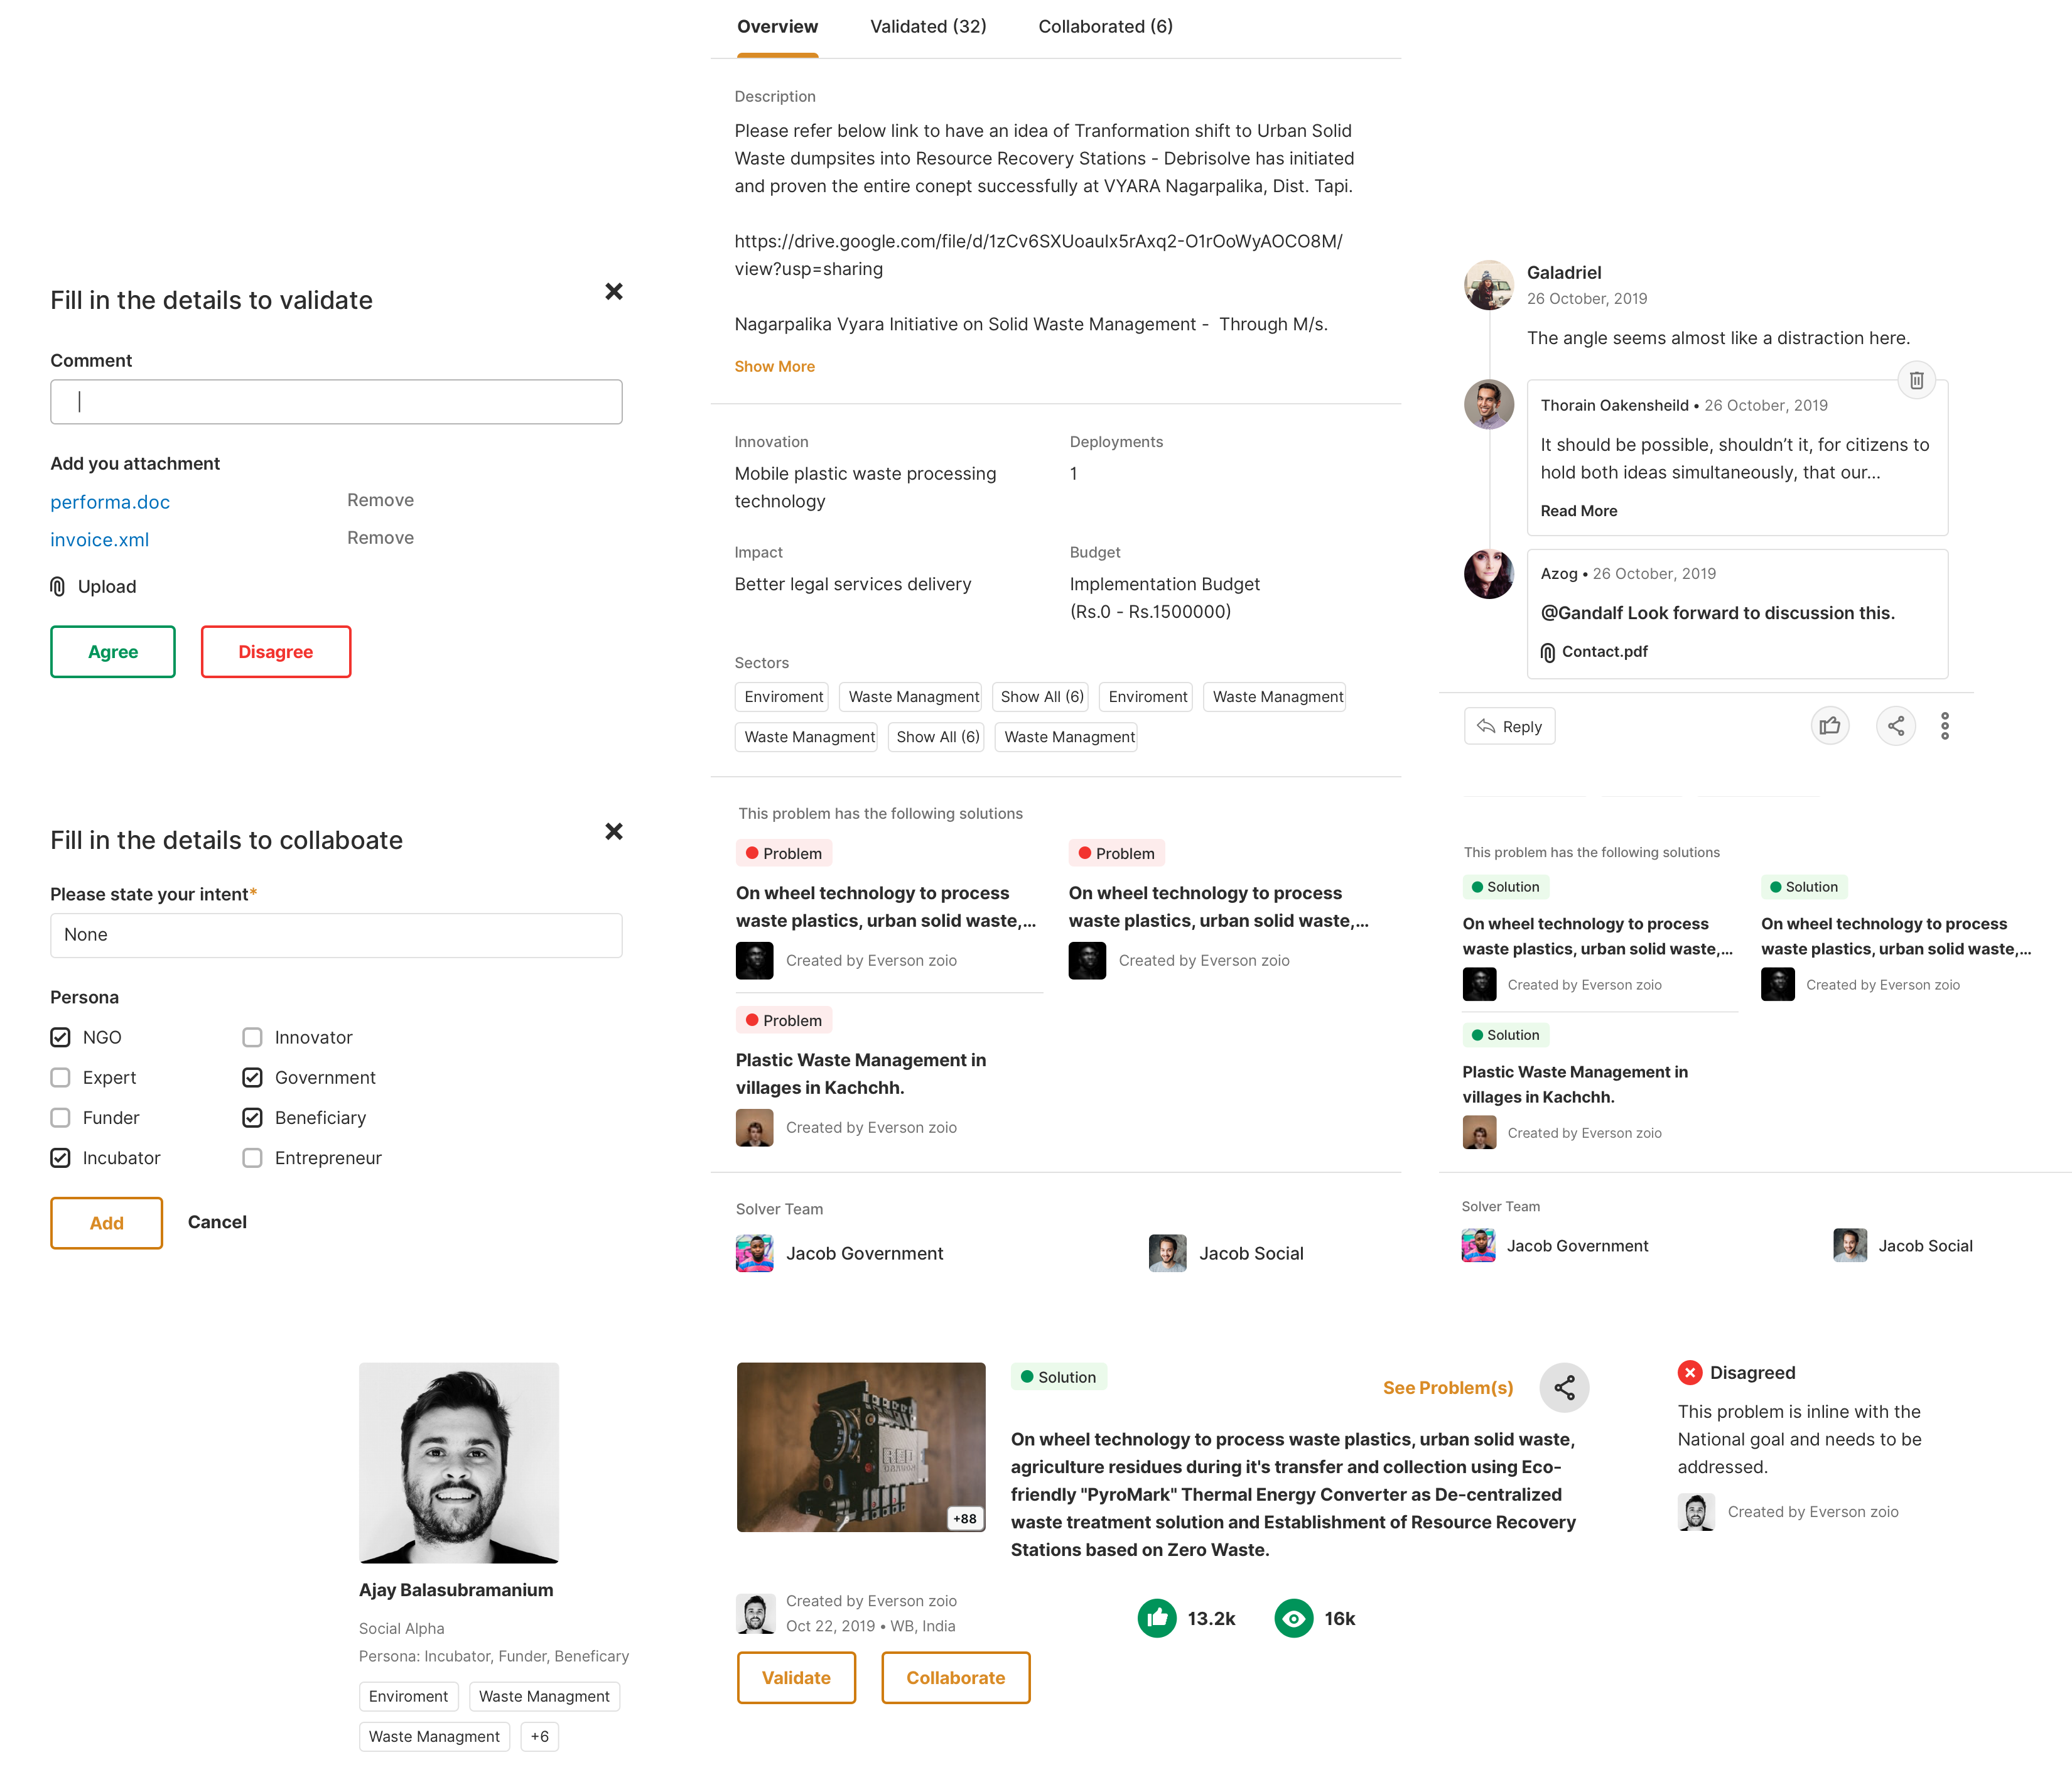 Overview
Validated (32)
Collaborated (6)
Description
Please refer below link to have an idea of Tranformation shift to Urban Solid
Waste dumpsites into Resource Recovery Stations - Debrisolve has initiated
and proven the entire conept successfully at VYARA Nagarpalika, Dist. Tapi.
https://drive.google.com/file/d/1zCv6SXUoaulx5rAxq2-O1rOoWyAOCO8M/
view?usp=sharing
Nagarpalika Vyara Initiative on Solid Waste Management - Through M/s.
Show More
Innovation
Mobile plastic waste processing
technology
Deployments
1
Impact
Better legal services delivery
Budget
Implementation Budget
(Rs.0 - Rs.1500000)
Sectors
Enviroment
Waste Managment
Show All (6)
Enviroment
Waste Managment
Waste Managment
Show All (6)
Waste Managment
This problem has the following solutions
Problem
On wheel technology to process
waste plastics, urban solid waste,...
Created by Everson zoio
Problem
On wheel technology to process
waste plastics, urban solid waste,...
Created by Everson zoio
Problem
Plastic Waste Management in
villages in Kachchh.
Created by Everson zoio
Solver Team
Jacob Government
Jacob Social
Fill in the details to validate
Comment
Add you attachment
performa.doc
Remove
invoice.xml
Remove
Upload
Agree
Disagree
Fill in the details to collaboate
Please state your intent*
None
Persona
NGO
Innovator
Expert
Government
Funder
Beneficiary
Incubator
Entrepreneur
Add
Cancel
Galadriel
26 October, 2019
The angle seems almost like a distraction here.
Thorain Oakensheild • 26 October, 2019
It should be possible, shouldn’t it, for citizens to
hold both ideas simultaneously, that our...
Read More
Azog • 26 October, 2019
@Gandalf Look forward to discussion this.
Contact.pdf
Reply
This problem has the following solutions
Solution
On wheel technology to process
waste plastics, urban solid waste,...
Created by Everson zoio
Solution
On wheel technology to process
waste plastics, urban solid waste,...
Created by Everson zoio
Solution
Plastic Waste Management in
villages in Kachchh.
Created by Everson zoio
Solver Team
Jacob Government
Jacob Social
Ajay Balasubramanium
Social Alpha
Persona: Incubator, Funder, Beneficary
Enviroment
Waste Managment
Waste Managment
+6
RED
DRAGON
+88
Solution
See Problem(s)
On wheel technology to process waste plastics, urban solid waste,
agriculture residues during it's transfer and collection using Eco-
friendly "PyroMark" Thermal Energy Converter as De-centralized
waste treatment solution and Establishment of Resource Recovery
Stations based on Zero Waste.
Created by Everson zoio
Oct 22, 2019 • WB, India
13.2k
16k
Validate
Collaborate
Disagreed
This problem is inline with the
National goal and needs to be
addressed.
Created by Everson zoio